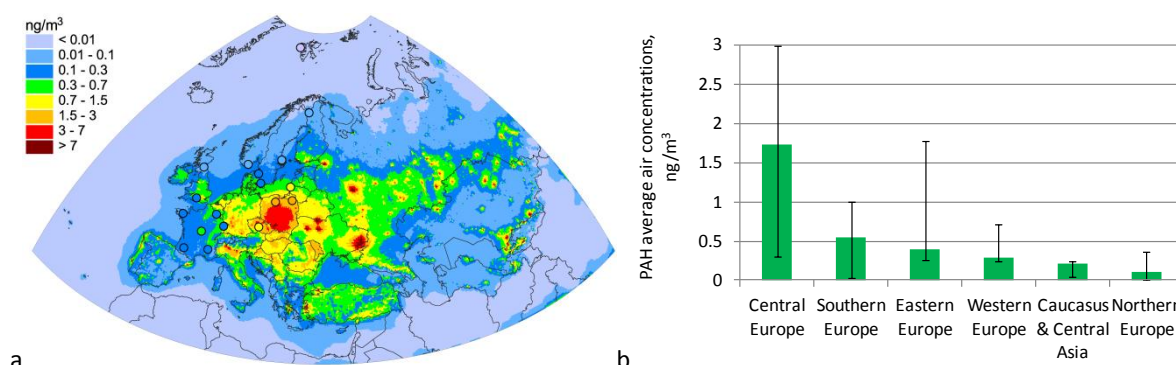 ng/m³
< 0.01
0.01 - 0.1
0.1 - 0.3
0.3 - 0.7
0.7 - 1.5
1.5 - 3
3 - 7
> 7
a
PAH average air concentrations,
ng/m³
3
2.5
2
1.5
1
0.5
0
Central Southern Eastern Western Caucasus Northern
Europe Europe Europe Europe & Central Europe
Asia
b